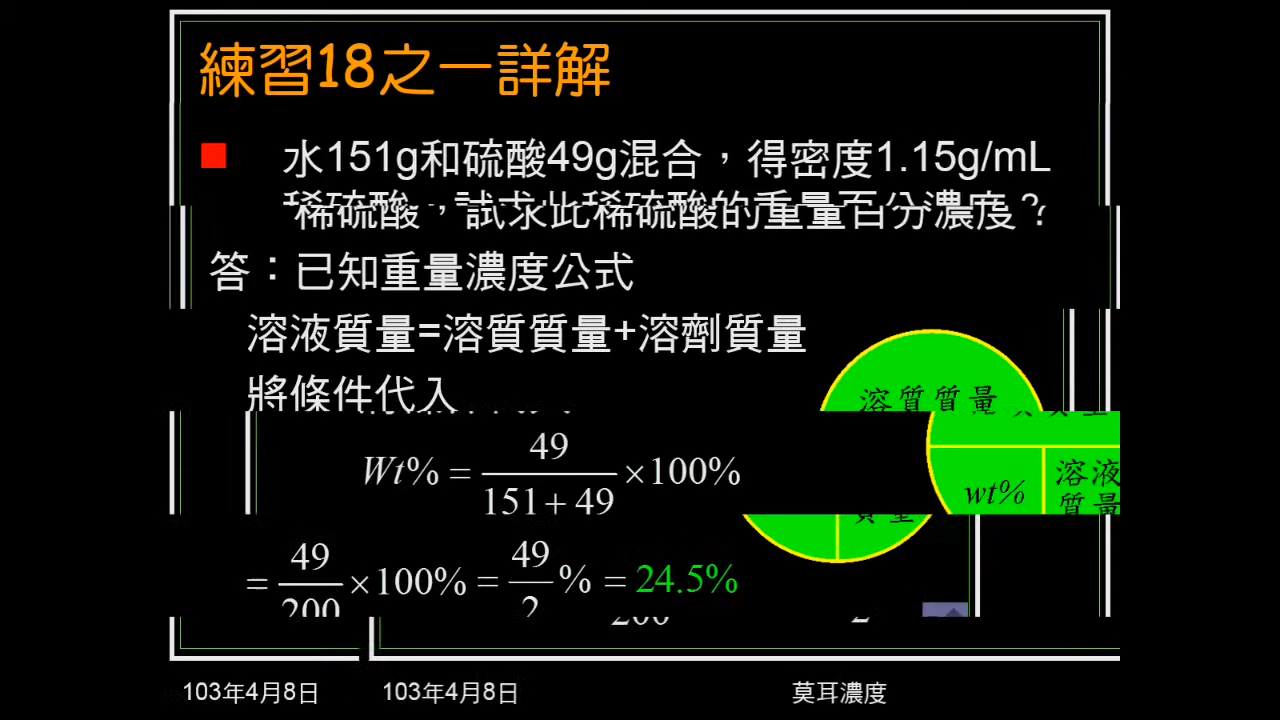 練習18之一詳解
水151g和硫酸49g混合，得密度1.15g/mL
稀硫酸，試求此稀硫酸的重量百分濃度？
答：已知重量濃度公式
溶液質量=溶質質量+溶劑質量
將條件代入
溶質質量
Wt% = 49/(151+49) ×100%
wt%
溶液
質量
= 49/200 ×100% = 49/2 % = 24.5%
103年4月8日
103年4月8日
莫耳濃度